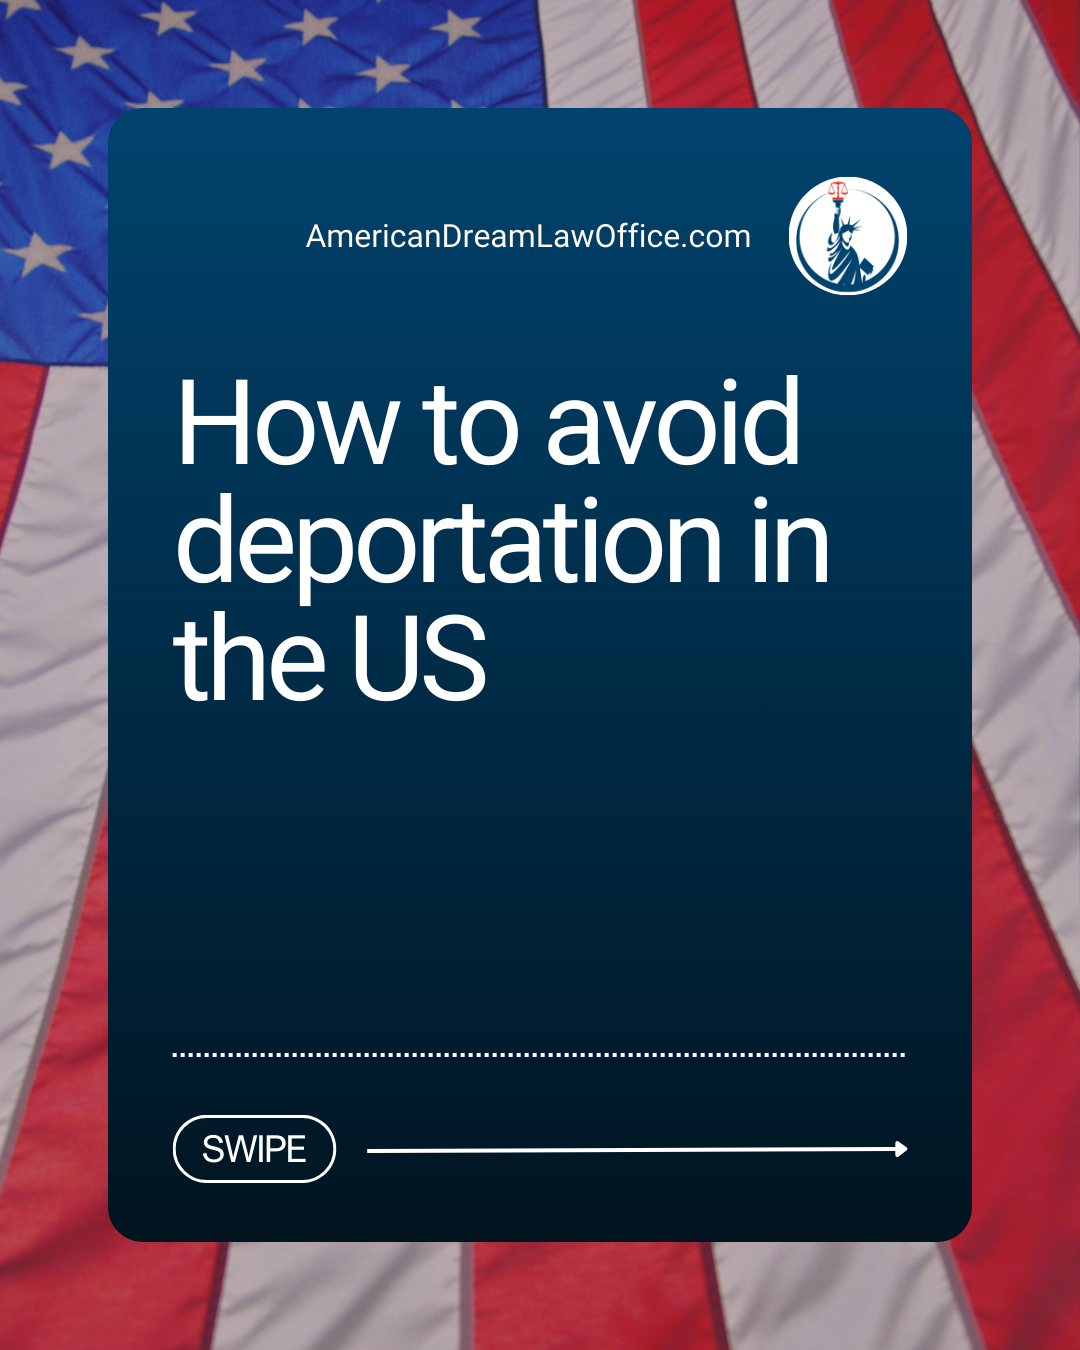 AmericanDreamLawOffice.com
How to avoid
deportation in
the US
SWIPE